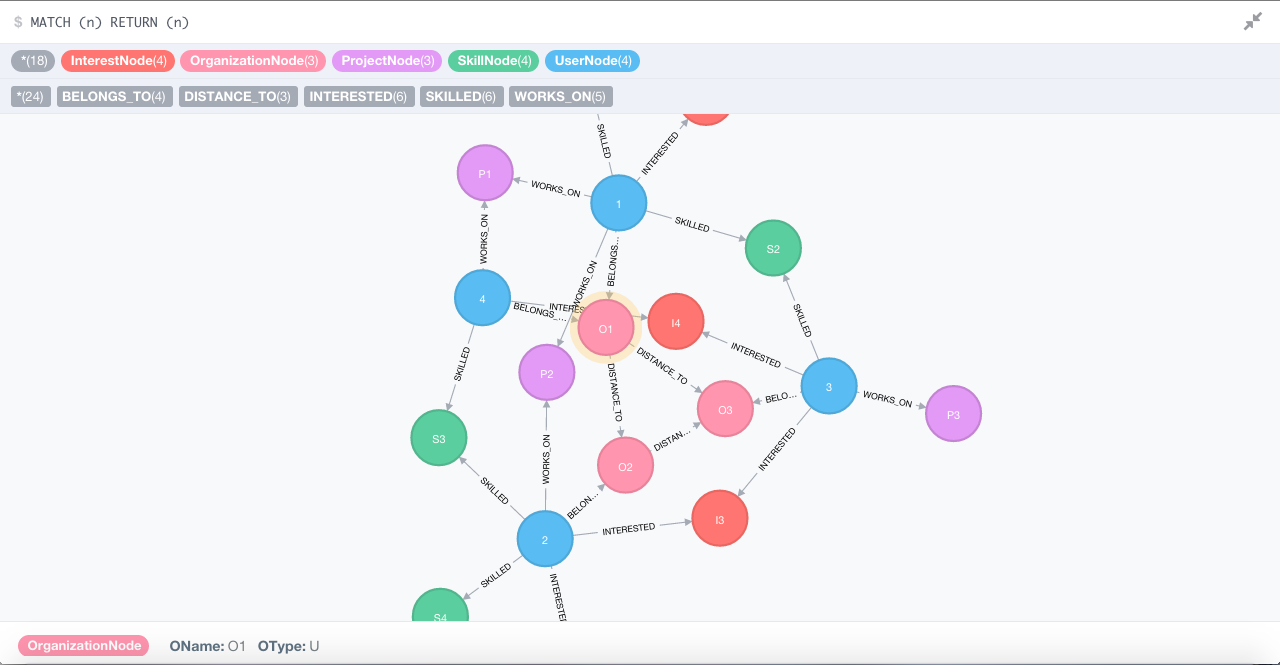 $ MATCH (n) RETURN (n)
*(18) InterestNode(4) OrganizationNode(3) ProjectNode(3) SkillNode(4) UserNode(4)
*(24) BELONGS_TO(4) DISTANCE_TO(3) INTERESTED(6) SKILLED(6) WORKS_ON(5)
SKILLED
INTERESTED
P1
WORKS_ON
1
SKILLED
WORKS_ON
S2
BELONGS...
WORKS_ON
4
INTERES
BELONGS_...
O1
I4
SKILLED
DISTANCE_TO
INTERESTED
SKILLED
P2
DISTANCE_TO
3
BELO...
WORKS_ON
O3
P3
S3
WORKS_ON
DISTAN...
INTERESTED
O2
SKILLED
BELON...
I3
2
INTERESTED
SKILLED
INTERESTED
S4
OrganizationNode OName: O1 OType: U